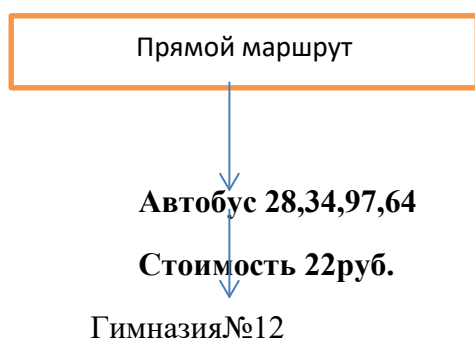 Прямой маршрут
Автобус 28,34,97,64
Стоимость 22руб.
Гимназия№12